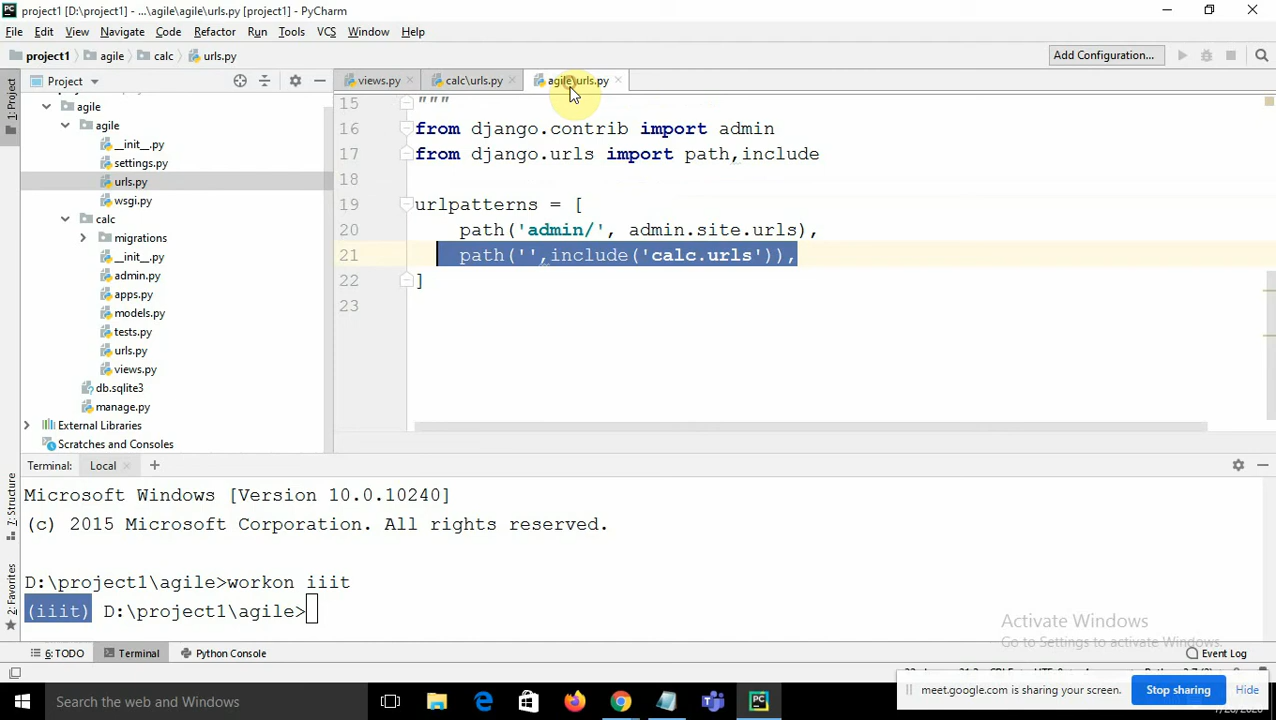 project1 [D:\project1] - ...\agile\agile\urls.py [project1] - PyCharm
File Edit View Navigate Code Refactor Run Tools VCS Window Help
project1 agile calc urls.py Add Configuration...
1: Project
Project
views.py calc\urls.py agile\urls.py
agile
agile
__init__.py
settings.py
urls.py
wsgi.py
calc
migrations
__init__.py
admin.py
apps.py
models.py
tests.py
urls.py
views.py
db.sqlite3
manage.py
External Libraries
Scratches and Consoles
15 """
16 from django.contrib import admin
17 from django.urls import path,include
18
19 urlpatterns = [
20 path('admin/', admin.site.urls),
21 path('',include('calc.urls')),
22 ]
23
7: Structure
2: Favorites
Terminal: Local
Microsoft Windows [Version 10.0.10240]
(c) 2015 Microsoft Corporation. All rights reserved.
D:\project1\agile>workon iiit
(iiit) D:\project1\agile>
Activate Windows
Go to Settings to activate Windows.
6: TODO Terminal Python Console Event Log
meet.google.com is sharing your screen. Stop sharing Hide
Search the web and Windows